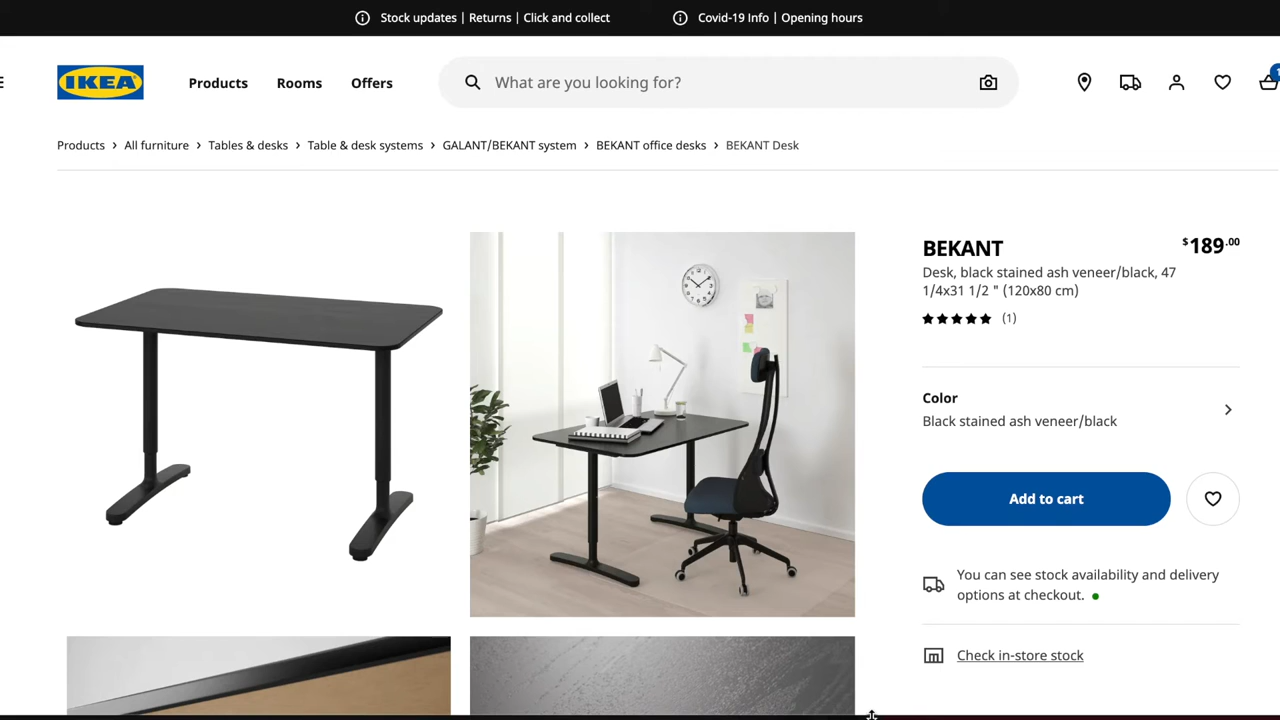 Stock updates | Returns | Click and collect
Covid-19 Info | Opening hours
IKEA
Products
Rooms
Offers
What are you looking for?
Products › All furniture › Tables & desks › Table & desk systems › GALANT/BEKANT system › BEKANT office desks › BEKANT Desk
BEKANT
$189.00
Desk, black stained ash veneer/black, 47
1/4x31 1/2 " (120x80 cm)
(1)
Color
Black stained ash veneer/black
Add to cart
You can see stock availability and delivery
options at checkout.
Check in-store stock